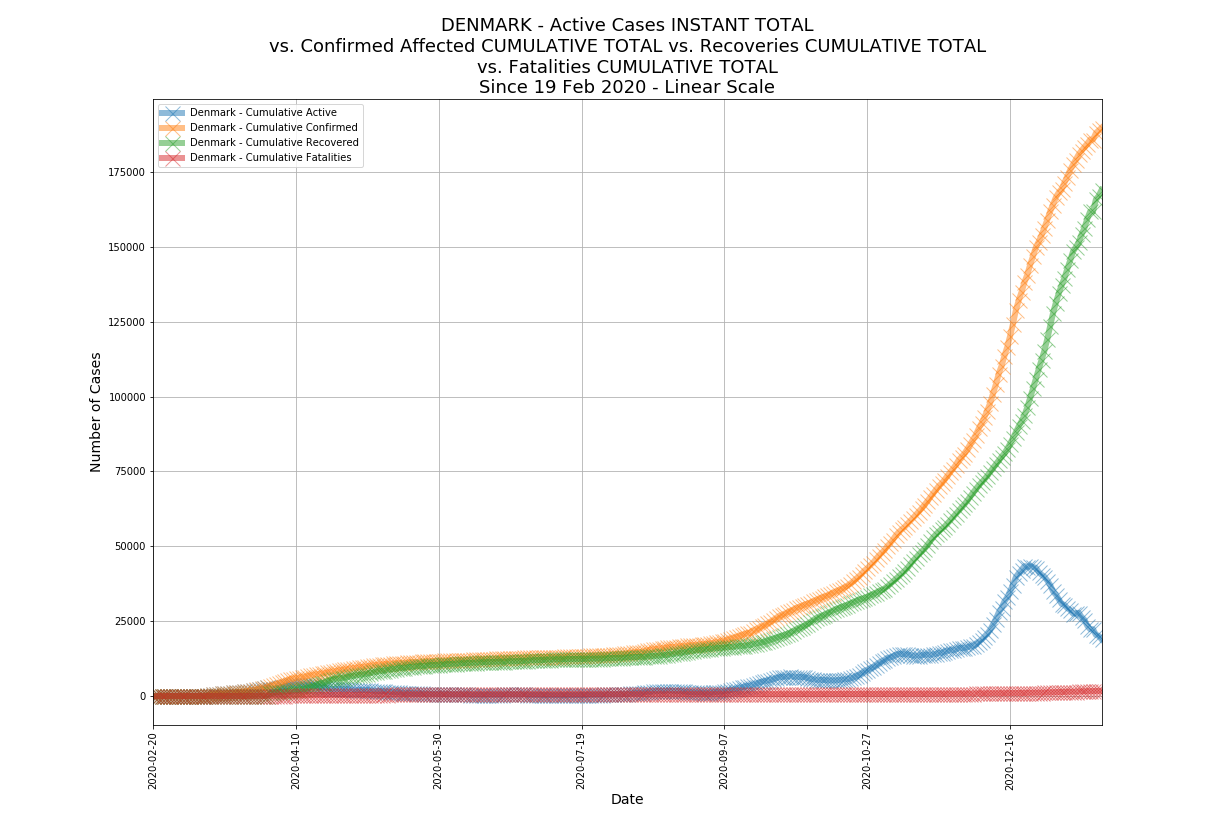 DENMARK - Active Cases INSTANT TOTAL
vs. Confirmed Affected CUMULATIVE TOTAL vs. Recoveries CUMULATIVE TOTAL
vs. Fatalities CUMULATIVE TOTAL
Since 19 Feb 2020 - Linear Scale
Denmark - Cumulative Active
Denmark - Cumulative Confirmed
Denmark - Cumulative Recovered
Denmark - Cumulative Fatalities
175000
150000
125000
100000
75000
50000
25000
0
Number of Cases
2020-02-20
2020-04-10
2020-05-30
2020-07-19
2020-09-07
2020-10-27
2020-12-16
Date